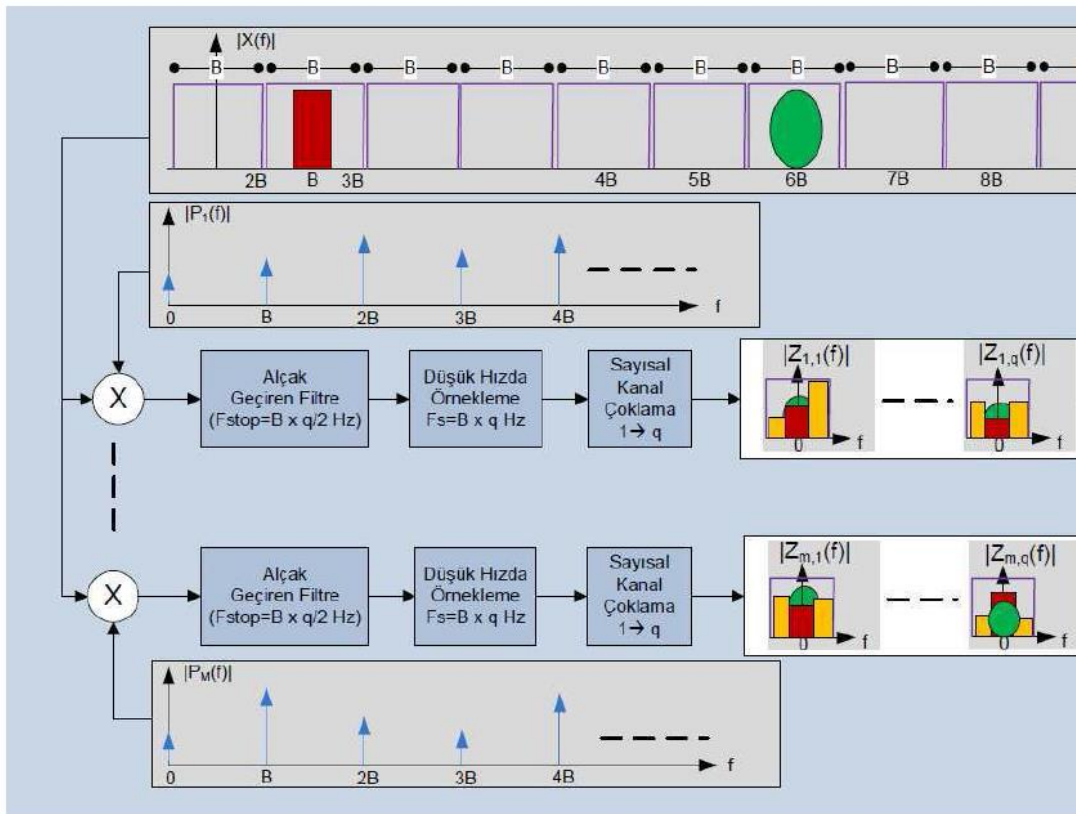 |X(f)|
B B B B B B B B B
2B B 3B 4B 5B 6B 7B 8B
|P₁(f)|
f
0 B 2B 3B 4B
X
Alçak
Geçiren Filtre
(Fstop=B x q/2 Hz)
Düşük Hızda
Örnekleme
Fs=B x q Hz
Sayısal
Kanal
Çoklama
1→ q
|Z₁,₁(f)|
f
0
|Z₁,q(f)|
f
0
X
Alçak
Geçiren Filtre
(Fstop=B x q/2 Hz)
Düşük Hızda
Örnekleme
Fs=B x q Hz
Sayısal
Kanal
Çoklama
1→ q
|Zm,₁(f)|
f
0
|Zm,q(f)|
f
0
|PM(f)|
f
0 B 2B 3B 4B